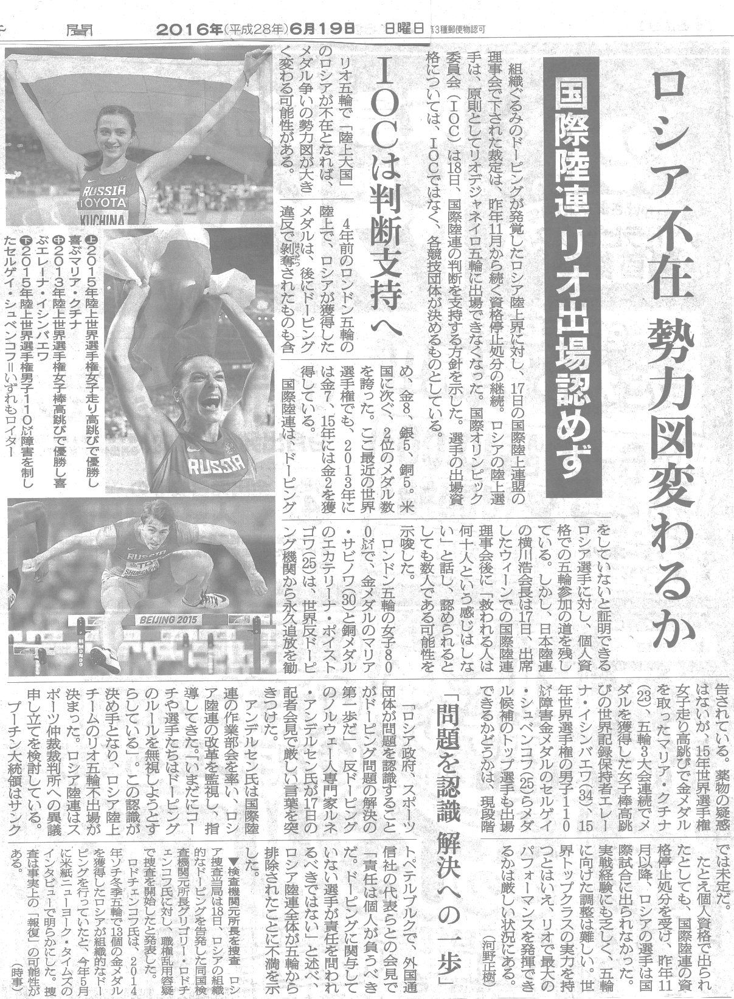 聞
2016年(平成28年)6月19日
日曜日
第3種郵便物認可
ロシア不在 勢力図変わるか
国際陸連 リオ出場認めず
組織ぐるみのドーピングが発覚したロシア陸上界に対し、17日の国際陸上連盟の
理事会で下された裁定は、昨年11月から続く資格停止処分の継続。ロシアの陸上選
手は、原則としてリオデジャネイロ五輪に出場できなくなった。国際オリンピック
委員会（IOC）は18日、国際陸連の判断を支持する方針を示した。選手の出場資
格については、IOCではなく、各競技団体が決めるものとしている。
IOCは判断支持へ
リオ五輪で「陸上大国」
のロシアが不在となれば、
メダル争いの勢力図が大き
く変わる可能性がある。
4年前のロンドン五輪の
陸上で、ロシアが獲得した
メダルは、後にドーピング
違反で剝奪されたものも含
はくだつ
め、金8、銀5、銅5。米
国に次ぐ、2位のメダル数
を誇った。ここ最近の世界
選手権でも、2013年に
は金7、15年には金2を獲
得している。
国際陸連は、ドーピング
をしていないと証明できる
ロシア選手に対し、個人資
格での五輪参加の道を残し
ている。しかし、日本陸連
の横川浩会長は17日、出席
したウィーンでの国際陸連
理事会後に「救われる人は
何十人という感じはしな
い」と話し、認められると
しても数人である可能性を
示唆した。
ロンドン五輪の女子80
0㍍で、金メダルのマリア
・サビノワ(30)と銅メダル
のエカテリーナ・ポイスト
ゴワ(25)は、世界反ドーピ
ング機関から永久追放を勧
告されている。薬物の疑惑
はないが、15年世界選手権
女子走り高跳びで金メダル
を取ったマリア・クチナ
(23)、五輪3大会連続でメ
ダルを獲得した女子棒高跳
びの世界記録保持者エレー
ナ・イシンバエワ(34)、15
年世界選手権の男子110
㍍障害金メダルのセルゲイ
・シュベンコフ(25)らメダ
ル候補のトップ選手も出場
できるかどうかは、現段階
では未定だ。
たとえ個人資格で出られ
たとしても、国際陸連の資
格停止処分を受け、昨年11
月以降、ロシアの選手は国
際試合に出られなかった。
実戦経験にも乏しく、五輪
に向けた調整は難しい。世
界トップクラスの実力を持
つとはいえ、リオで最大の
パフォーマンスを発揮でき
るかは厳しい状況にある。
（河野正樹）
「問題を認識 解決への一歩」
「ロシア政府、スポーツ
団体が問題を認識すること
がドーピング問題の解決の
第一歩だ」。反ドーピング
のノルウェー人専門家ルネ
・アンデルセン氏が17日の
記者会見で厳しい言葉を突
きつけた。
アンデルセン氏は国際陸
連の作業部会を率い、ロシ
ア陸連の改革を監視し、指
導してきた。「いまだにコー
チや選手たちはドーピング
のルールを無視しようとす
らしている」。この認識が
決め手となり、ロシア陸上
チームのリオ五輪不出場が
決まった。ロシア陸連はス
ポーツ仲裁裁判所への異議
申し立てを検討している。
プーチン大統領はサンク
トペテルブルクで、外国通
信社の代表らとの会見で
「責任は個人が負うべき
だ。ドーピングに関与して
いない選手が責任を問われ
るべきではない」と述べ、
ロシア陸連全体が五輪から
排除されたことに不満を示
した。
▼検査機関元所長を捜査 ロシ
ア捜査当局は18日、ロシアの組織
的なドーピングを告発した同国検
査機関元所長グリゴリー・ロドチ
ェンコフ氏に対し、職権乱用容疑
で捜査を開始したと発表した。
ロドチェンコフ氏は、2014
年ソチ冬季五輪で13個の金メダル
を獲得したロシアが組織的なドー
ピングを行っていたと、今年5月
に米紙ニューヨーク・タイムズの
インタビューで明らかにした。捜
査は事実上の「報復」の可能性が
ある。
（時事）
㊤2015年陸上世界選手権女子走り高跳びで優勝し
喜ぶマリア・クチナ
㊥2013年陸上世界選手権女子棒高跳びで優勝し喜
ぶエレーナ・イシンバエワ
㊦2015年陸上世界選手権男子110㍍障害を制し
たセルゲイ・シュベンコフ＝いずれもロイター
RUSSIA
TOYOTA
KUCHINA
RUSSIA
RUSSIA
BEIJING 2015
MONDO